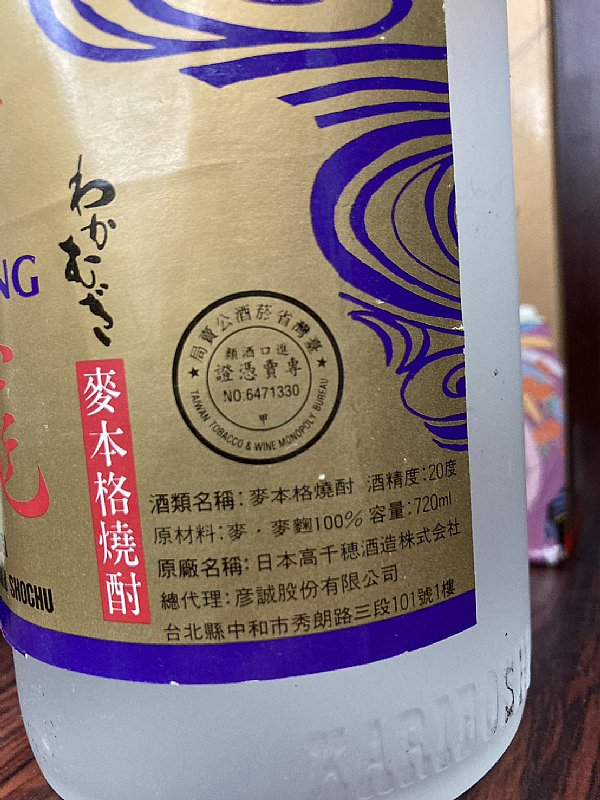 わかむぎ
NG
麥本格燒酎
SHOCHU
臺灣省菸酒公賣局
進口酒類
專賣憑證
NO:6471330
甲
TAIWAN TOBACCO & WINE MONOPOLY BUREAU
酒類名稱:麥本格燒酎 酒精度:20度
原材料:麥·麥麴100% 容量:720ml
原廠名稱:日本高千穗酒造株式会社
總代理:彦誠股份有限公司
台北縣中和市秀朗路三段101號1樓